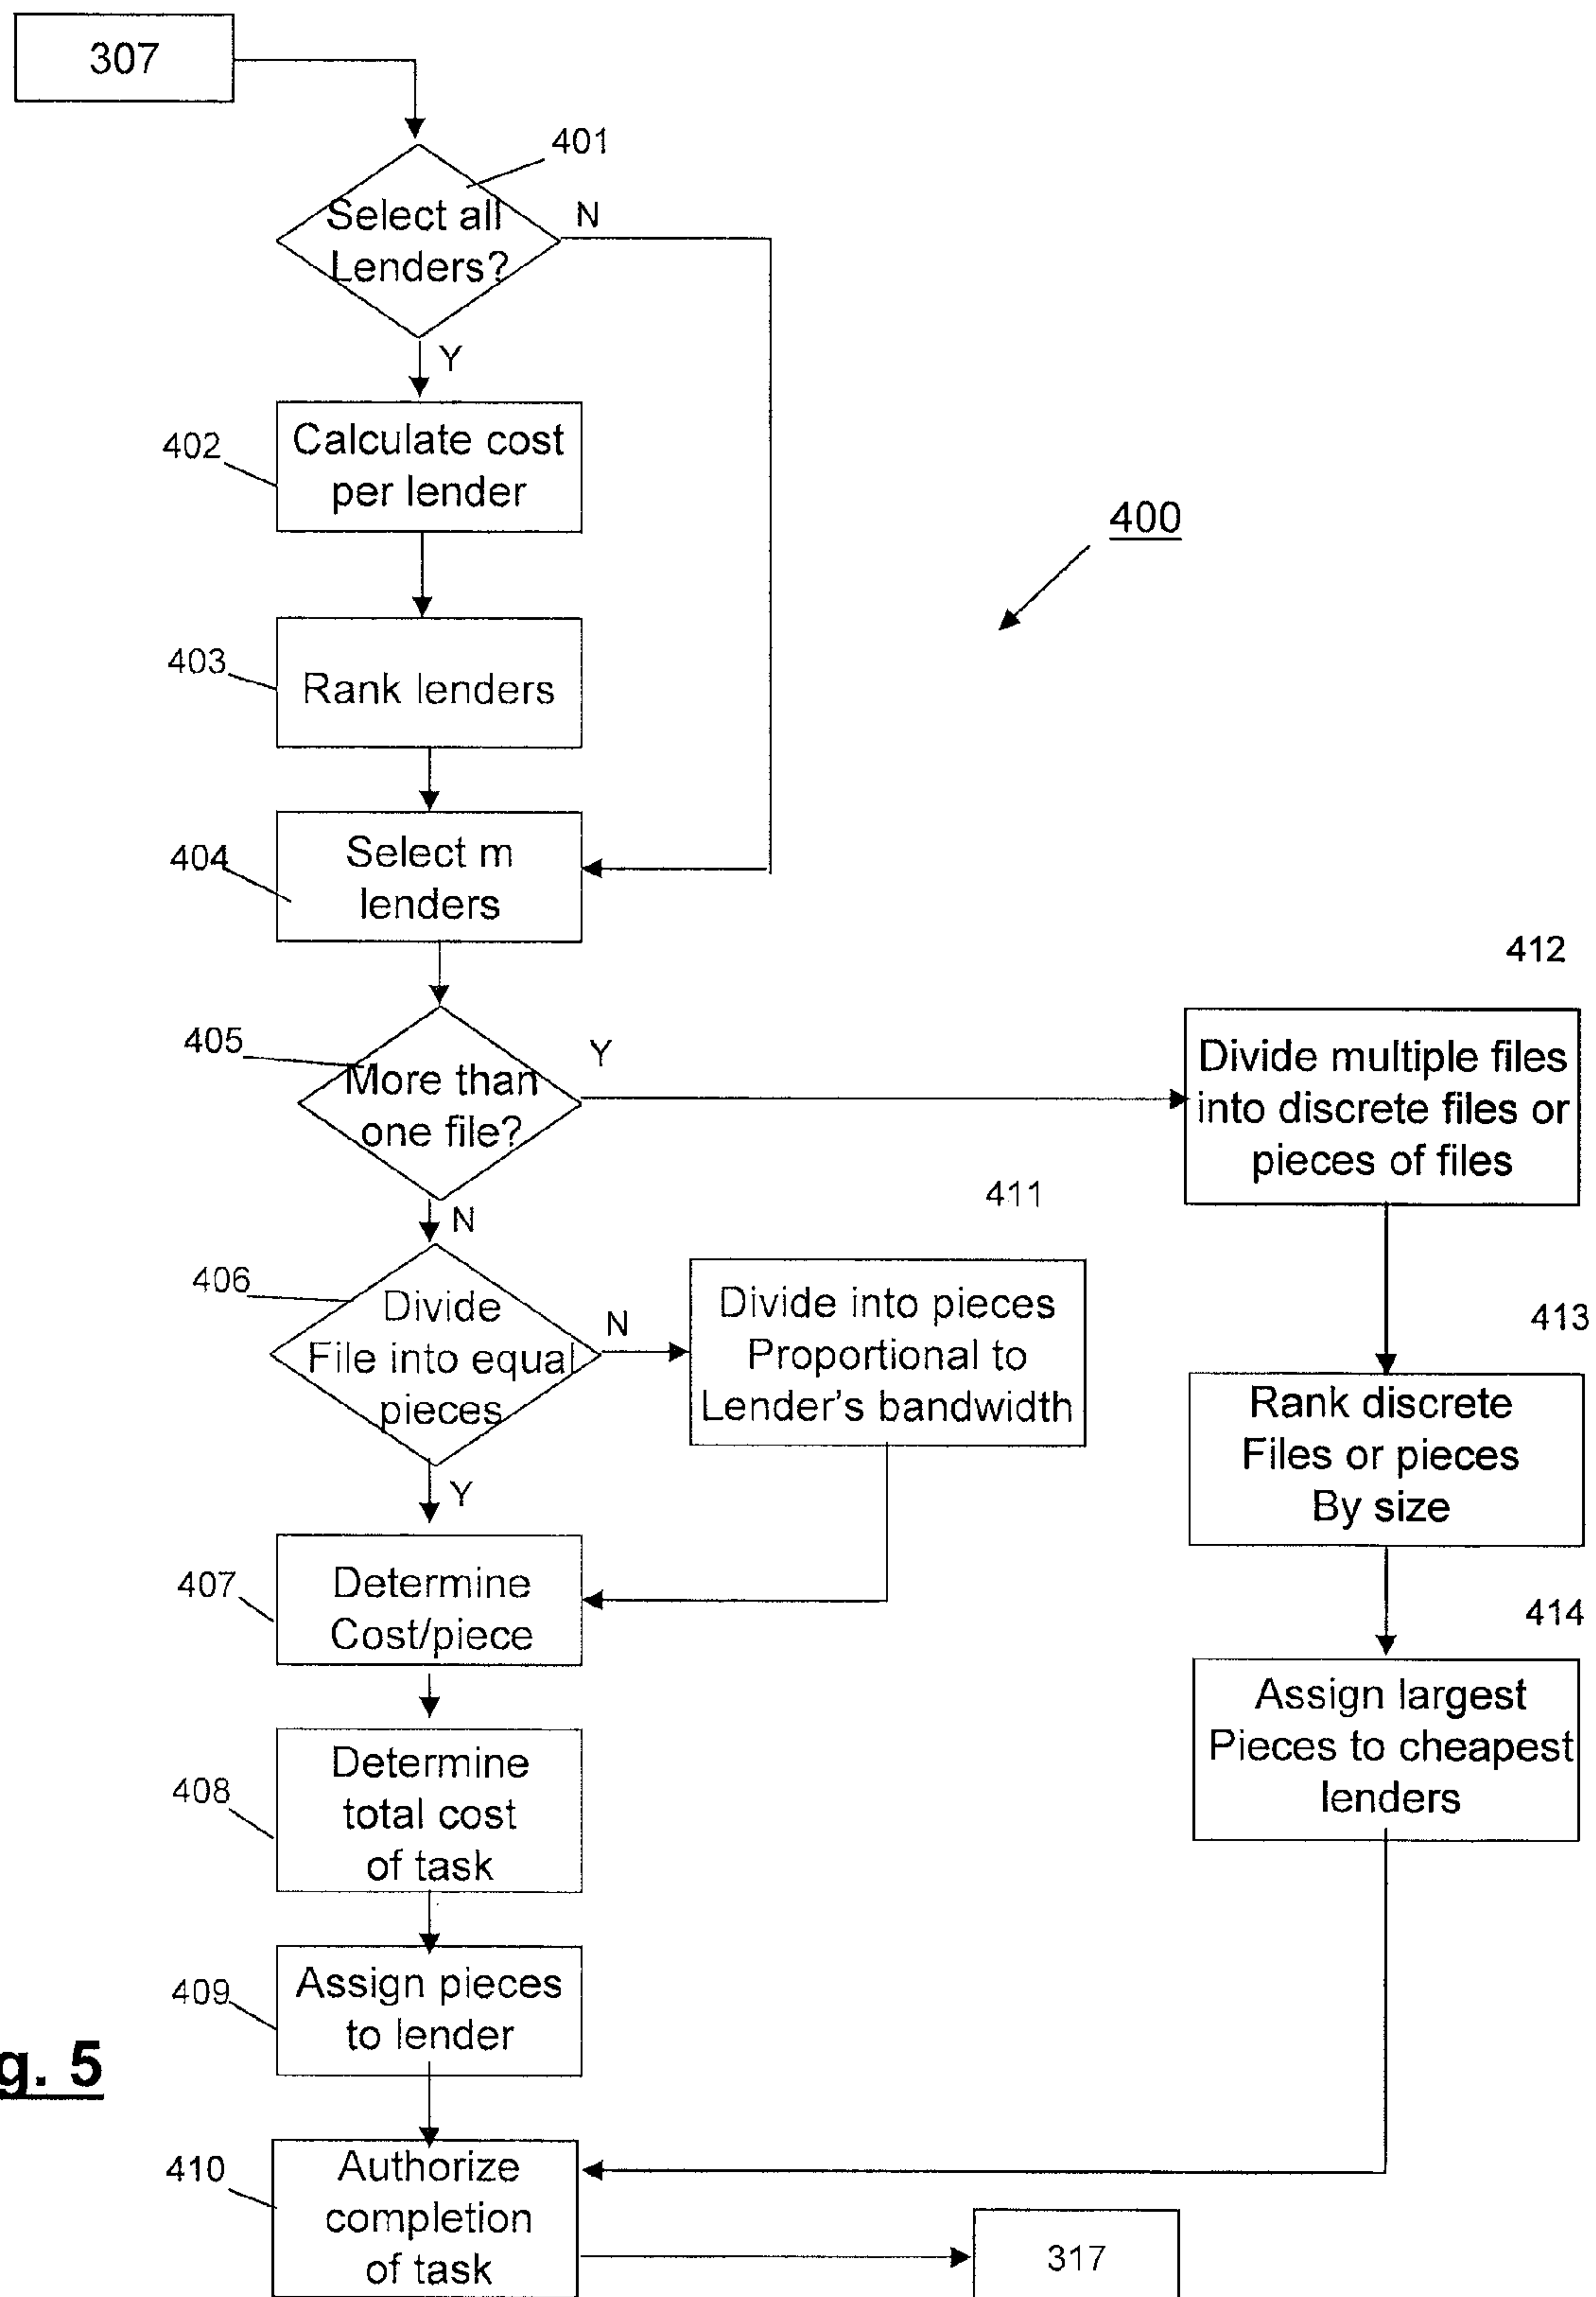 307
401
Select all
Lenders?
N
Y
402
Calculate cost
per lender
400
403
Rank lenders
404
Select m
lenders
412
405
More than
one file?
Y
Divide multiple files
into discrete files or
pieces of files
N
411
406
Divide
File into equal
pieces
N
Divide into pieces
Proportional to
Lender's bandwidth
413
Rank discrete
Files or pieces
By size
Y
407
Determine
Cost/piece
414
Assign largest
Pieces to cheapest
lenders
408
Determine
total cost
of task
409
Assign pieces
to lender
g. 5
410
Authorize
completion
of task
317